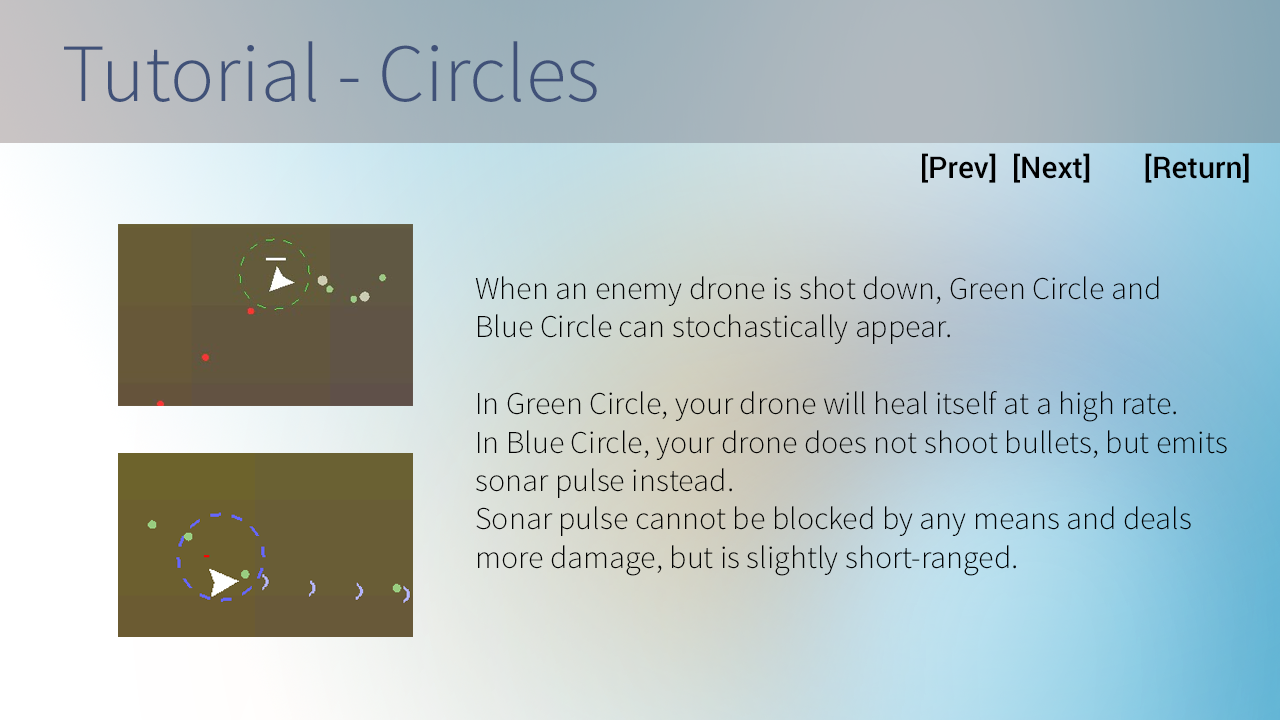 Tutorial - Circles
[Prev] [Next] [Return]
When an enemy drone is shot down, Green Circle and
Blue Circle can stochastically appear.
In Green Circle, your drone will heal itself at a high rate.
In Blue Circle, your drone does not shoot bullets, but emits
sonar pulse instead.
Sonar pulse cannot be blocked by any means and deals
more damage, but is slightly short-ranged.